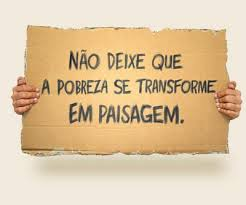 NÃO DEIXE QUE
A POBREZA SE TRANSFORME
EM PAISAGEM.